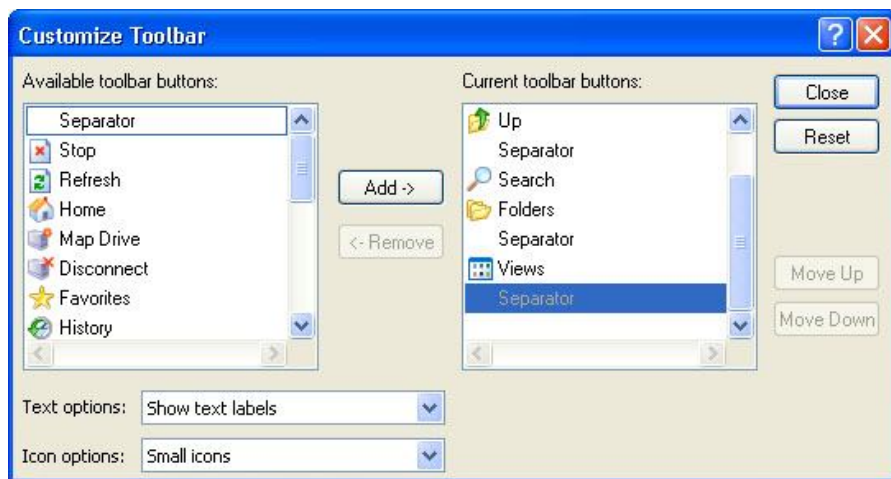 Customize Toolbar
Available toolbar buttons:
Separator
Stop
Refresh
Home
Map Drive
Disconnect
Favorites
History
Add ->
<- Remove
Current toolbar buttons:
Up
Separator
Search
Folders
Separator
Views
Separator
Close
Reset
Move Up
Move Down
Text options: Show text labels
Icon options: Small icons